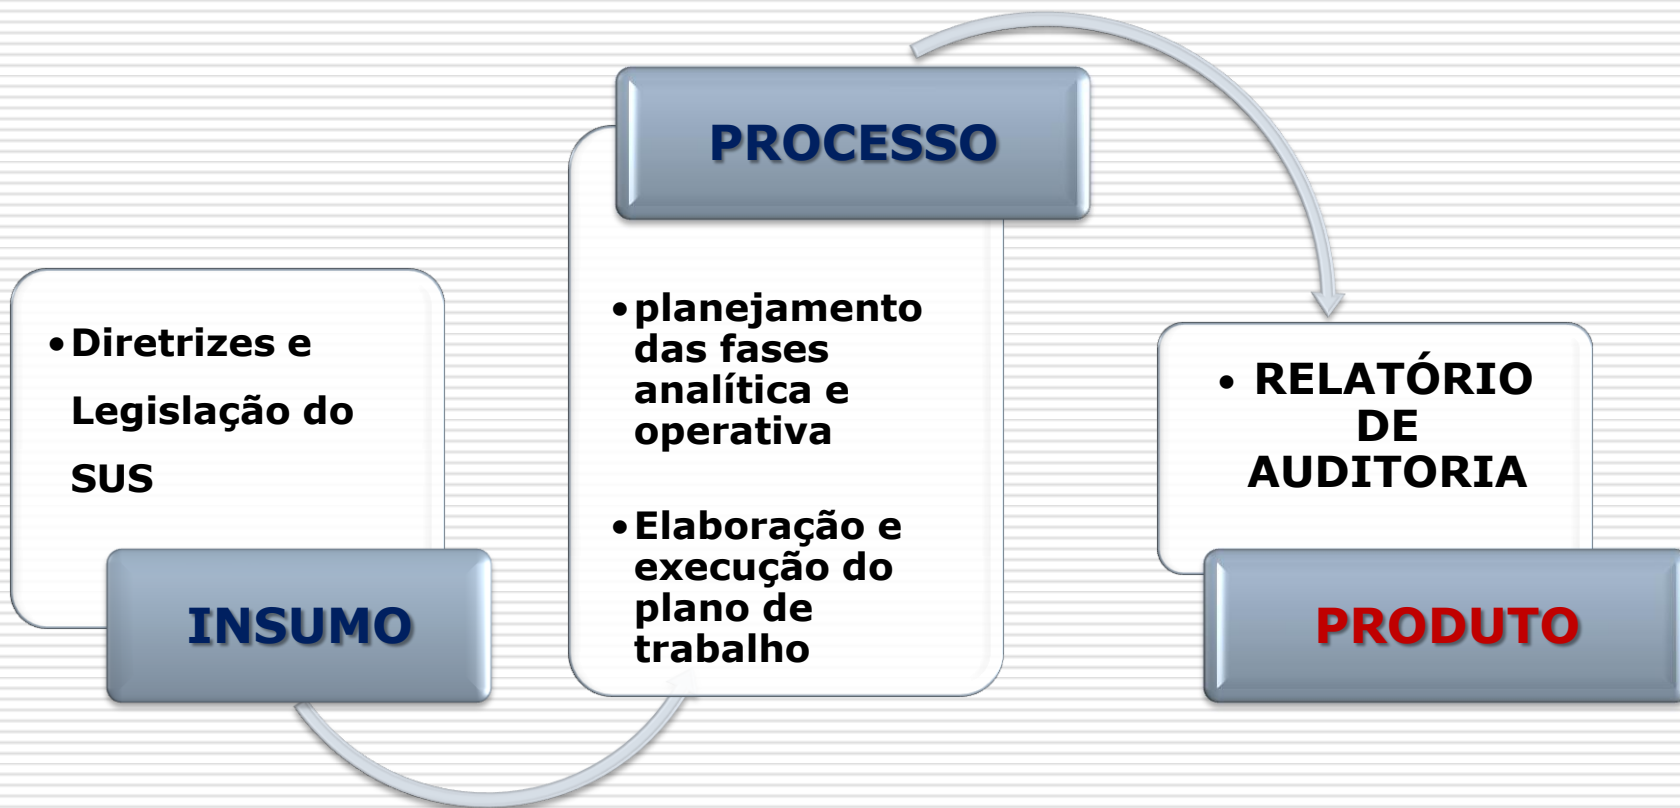 • Diretrizes e
Legislação do
SUS
INSUMO
PROCESSO
• planejamento
das fases
analítica e
operativa
• Elaboração e
execução do
plano de
trabalho
• RELATÓRIO
DE
AUDITORIA
PRODUTO